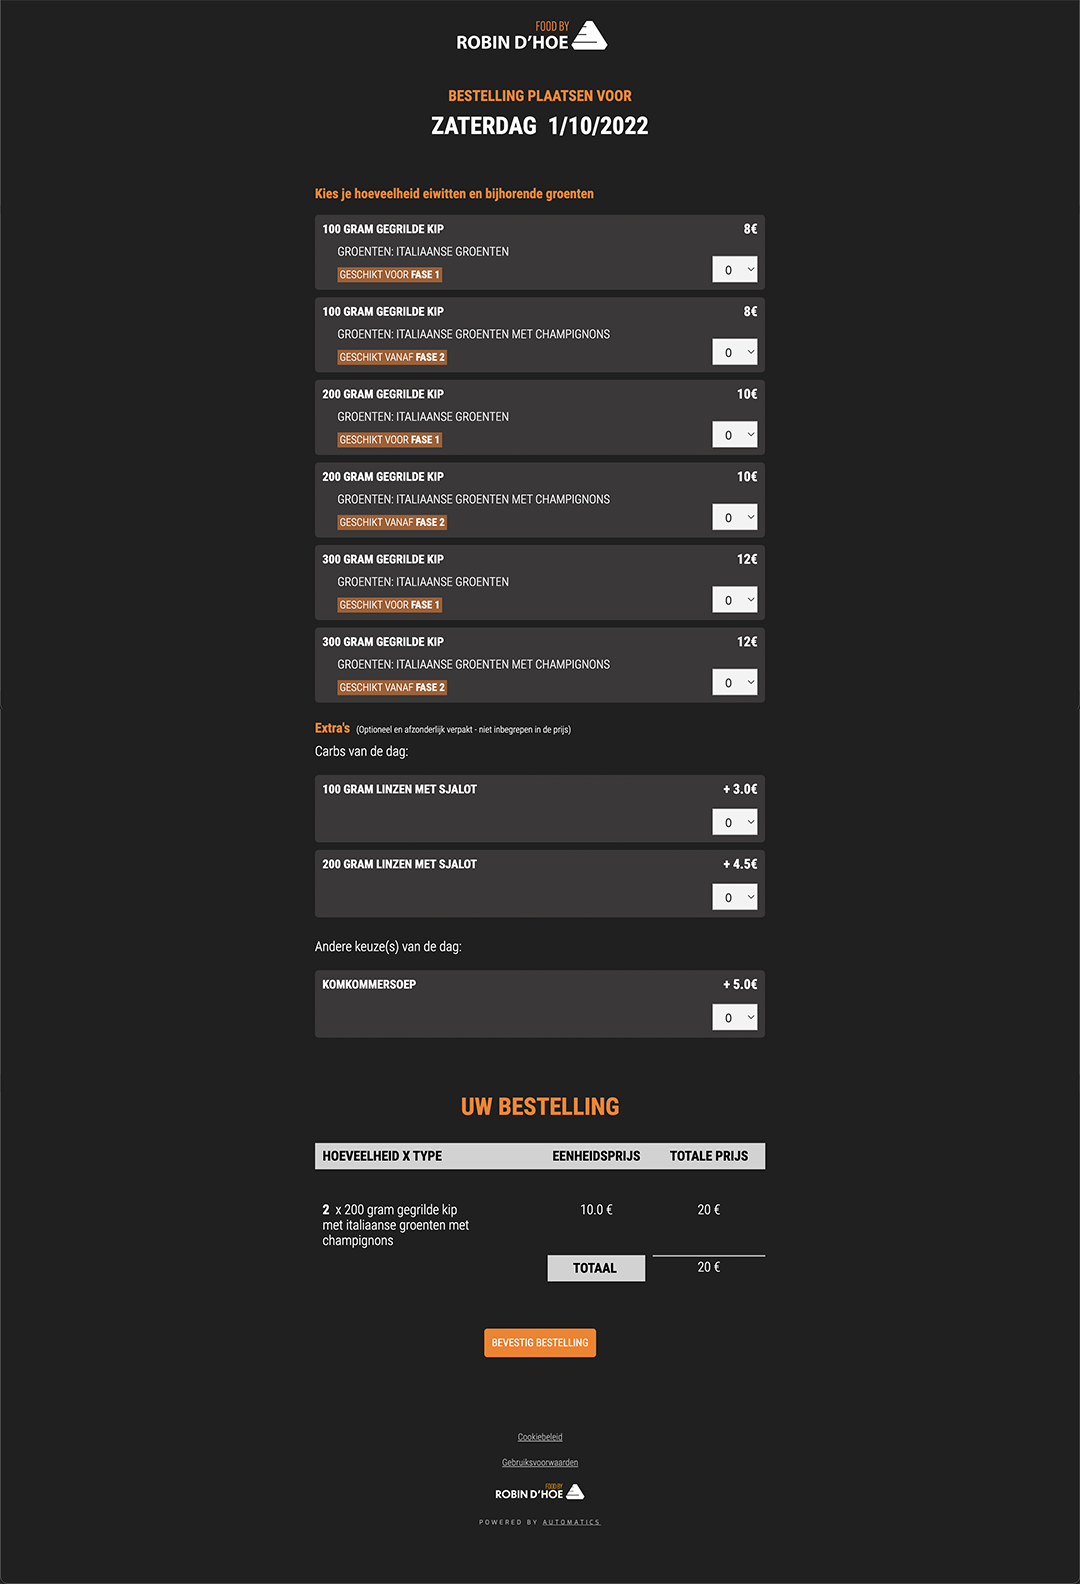 FOOD BY
ROBIN D'HOE
BESTELLING PLAATSEN VOOR
ZATERDAG 1/10/2022
Kies je hoeveelheid eiwitten en bijhorende groenten
100 GRAM GEGRILDE KIP 8€
GROENTEN: ITALIAANSE GROENTEN
GESCHIKT VOOR FASE 1 0
100 GRAM GEGRILDE KIP 8€
GROENTEN: ITALIAANSE GROENTEN MET CHAMPIGNONS
GESCHIKT VANAF FASE 2 0
200 GRAM GEGRILDE KIP 10€
GROENTEN: ITALIAANSE GROENTEN
GESCHIKT VOOR FASE 1 0
200 GRAM GEGRILDE KIP 10€
GROENTEN: ITALIAANSE GROENTEN MET CHAMPIGNONS
GESCHIKT VANAF FASE 2 0
300 GRAM GEGRILDE KIP 12€
GROENTEN: ITALIAANSE GROENTEN
GESCHIKT VOOR FASE 1 0
300 GRAM GEGRILDE KIP 12€
GROENTEN: ITALIAANSE GROENTEN MET CHAMPIGNONS
GESCHIKT VANAF FASE 2 0
Extra's (Optioneel en afzonderlijk verpakt - niet inbegrepen in de prijs)
Carbs van de dag:
100 GRAM LINZEN MET SJALOT + 3.0€
0
200 GRAM LINZEN MET SJALOT + 4.5€
0
Andere keuze(s) van de dag:
KOMKOMMERSOEP + 5.0€
0
UW BESTELLING
HOEVEELHEID X TYPE EENHEIDSPRIJS TOTALE PRIJS
2 x 200 gram gegrilde kip 10.0 € 20 €
met italiaanse groenten met
champignons
TOTAAL 20 €
BEVESTIG BESTELLING
Cookiebeleid
Gebruiksvoorwaarden
FOOD BY
ROBIN D'HOE
POWERED BY AUTOMATICS